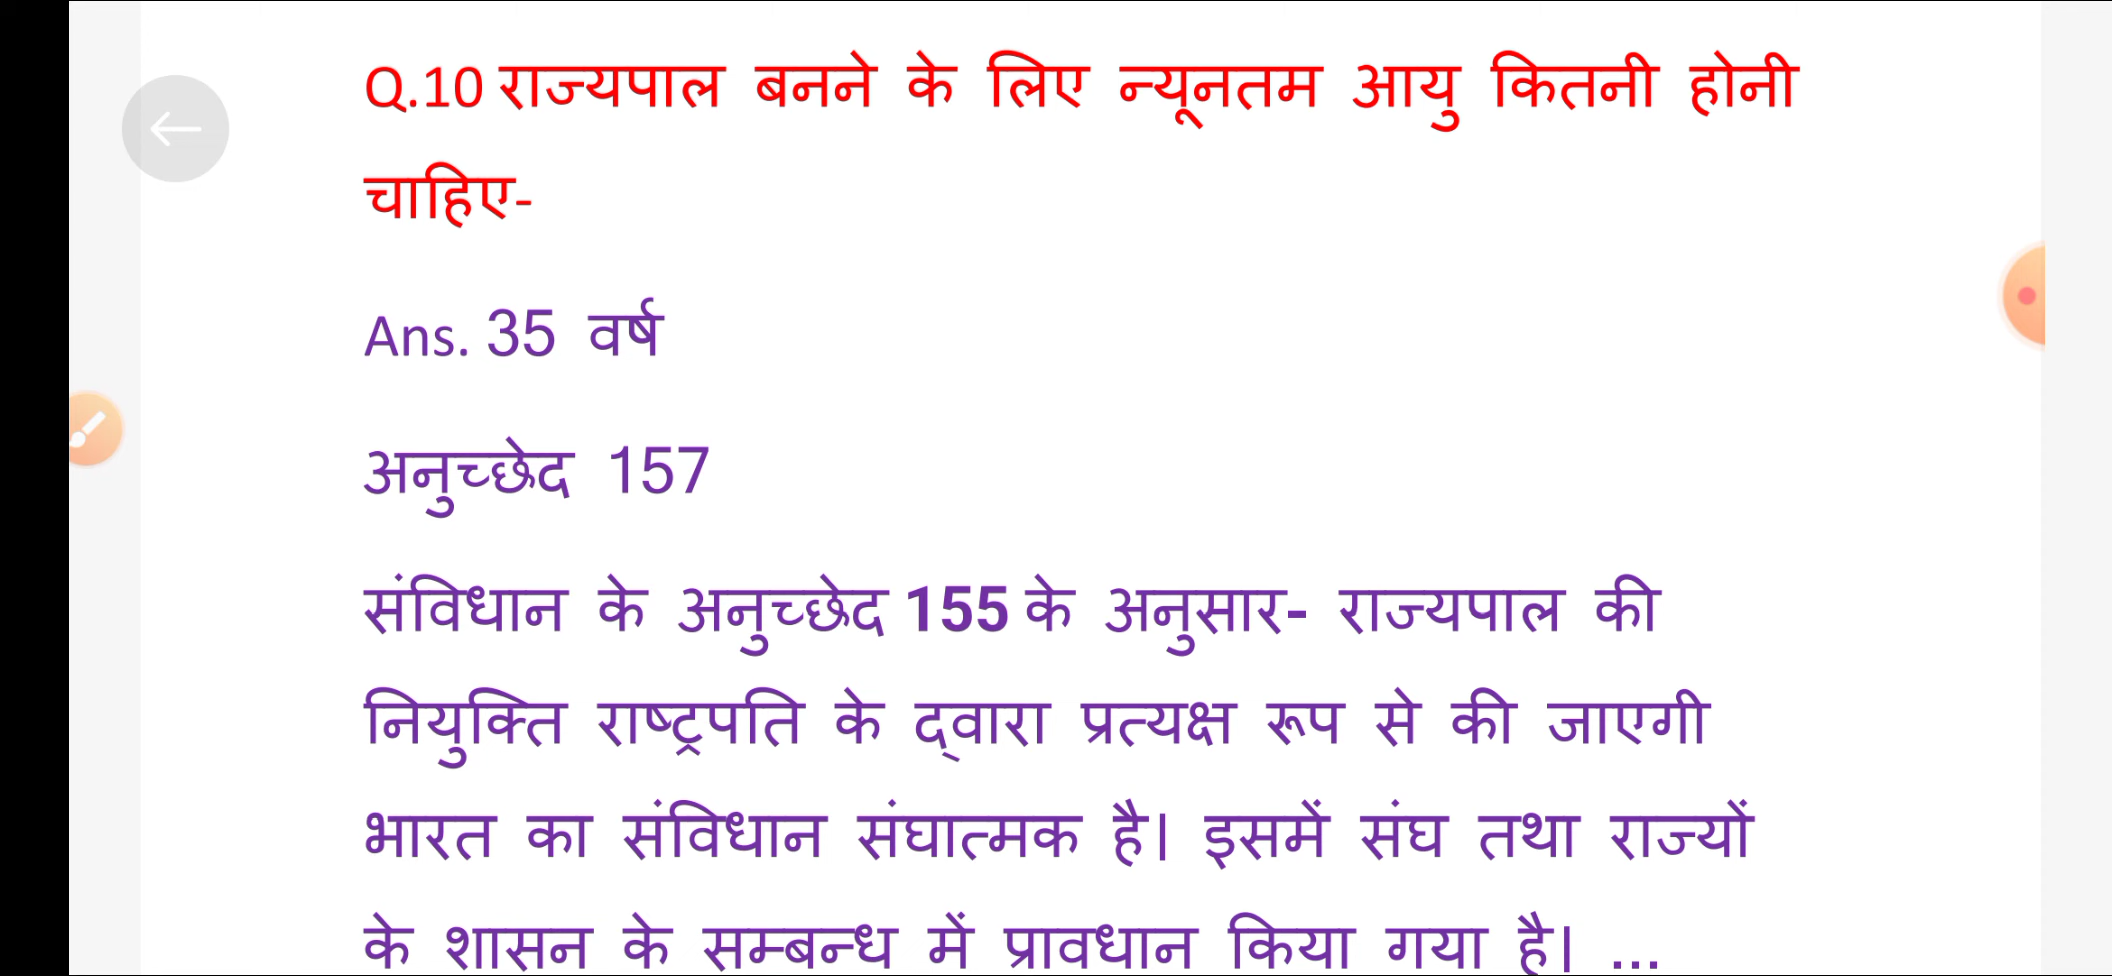 Q.10 राज्यपाल बनने के लिए न्यूनतम आयु कितनी होनी
चाहिए-
Ans. 35 वर्ष
अनुच्छेद 157
संविधान के अनुच्छेद 155 के अनुसार- राज्यपाल की
नियुक्ति राष्ट्रपति के द्वारा प्रत्यक्ष रूप से की जाएगी
भारत का संविधान संघात्मक है। इसमें संघ तथा राज्यों
के शासन के सम्बन्ध में प्रावधान किया गया है। ...